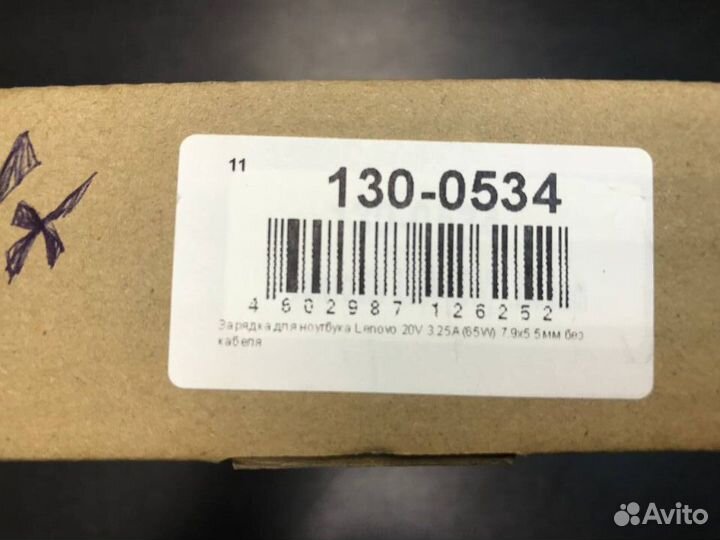 11
130-0534
4 602987 126252
Зарядка для ноутбука Lenovo 20V 3.25A (65W) 7.9x5.5мм без
кабеля
Avito